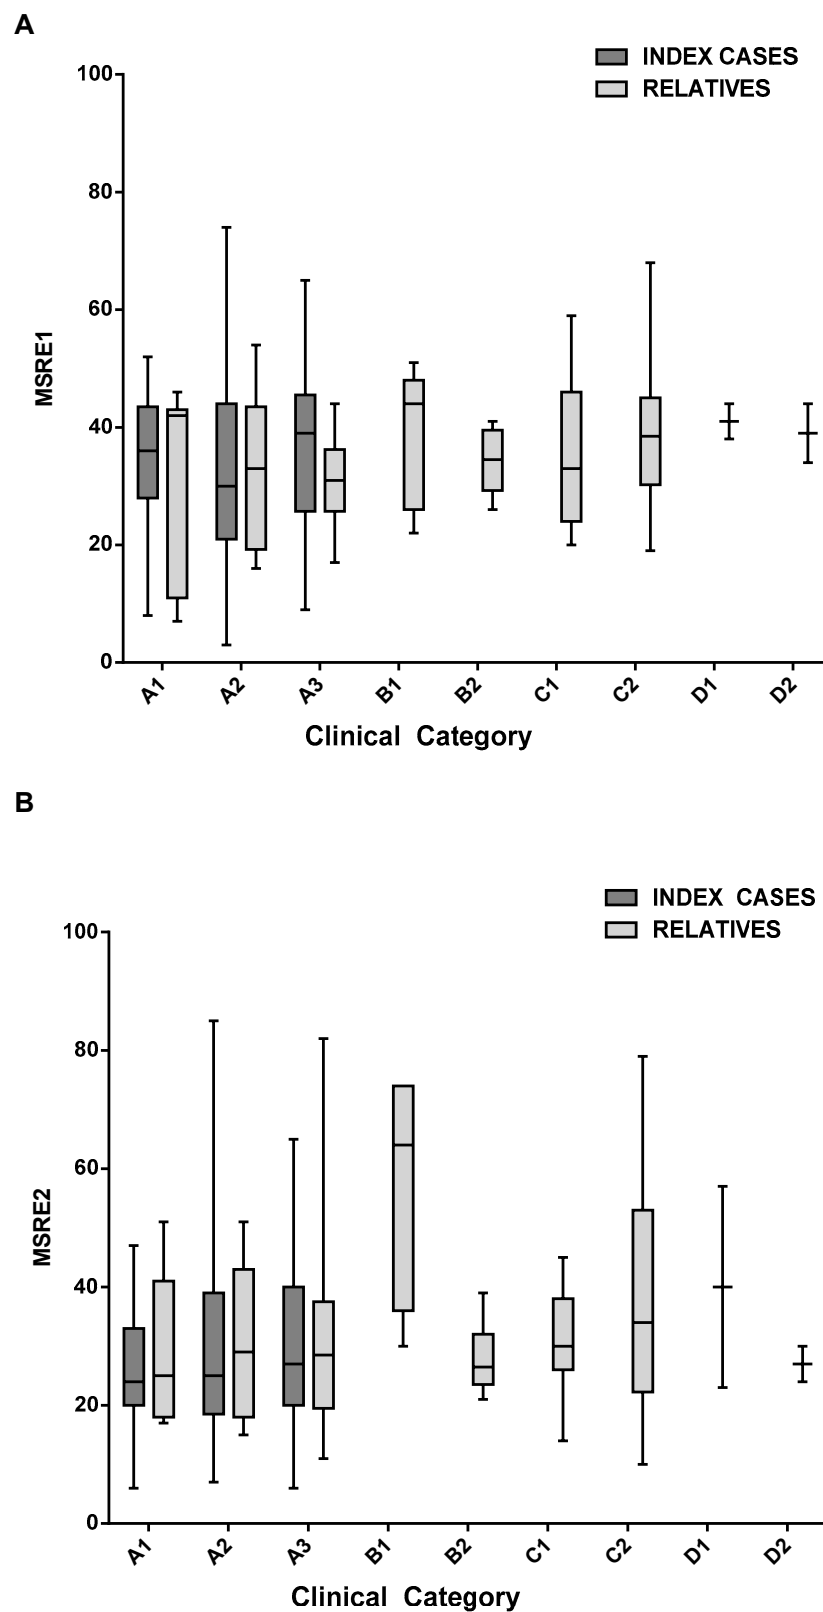 A
INDEX CASES
RELATIVES
100
80
60
40
20
0
MSRE1
A1 A2 A3 B1 B2 C1 C2 D1 D2
Clinical Category
B
INDEX CASES
RELATIVES
100
80
60
40
20
0
MSRE2
A1 A2 A3 B1 B2 C1 C2 D1 D2
Clinical Category